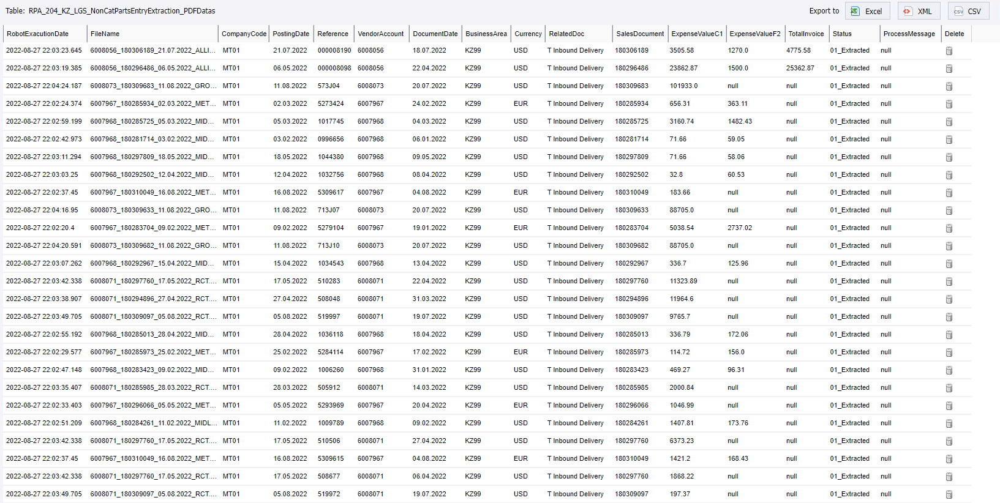 Table: RPA_204_KZ_LGS_NonCatPartsEntryExtraction_PDFDatas Export to Excel XML CSV
RobotExacutionDate FileName CompanyCode PostingDate Reference VendorAccount DocumentDate BusinessArea Currency RelatedDoc SalesDocument ExpenseValueC1 ExpenseValueF2 TotalInvoice Status ProcessMessage Delete
2022-08-27 22:03:23.645 6008056_180306189_21.07.2022_ALLI... MT01 21.07.2022 000008190 6008056 18.07.2022 KZ99 USD T Inbound Delivery 180306189 3505.58 1270.0 4775.58 01_Extracted null
2022-08-27 22:03:19.385 6008056_180296486_06.05.2022_ALLI... MT01 06.05.2022 000008098 6008056 22.04.2022 KZ99 USD T Inbound Delivery 180296486 23862.87 1500.0 25362.87 01_Extracted null
2022-08-27 22:04:24.187 6008073_180309683_11.08.2022_GRO... MT01 11.08.2022 573J04 6008073 20.07.2022 KZ99 USD T Inbound Delivery 180309683 101933.0 null null 01_Extracted null
2022-08-27 22:02:24.374 6007967_180285934_02.03.2022_MET... MT01 02.03.2022 5273424 6007967 24.02.2022 KZ99 EUR T Inbound Delivery 180285934 656.31 363.11 null 01_Extracted null
2022-08-27 22:02:59.199 6007968_180285725_05.03.2022_MID... MT01 05.03.2022 1017745 6007968 04.03.2022 KZ99 USD T Inbound Delivery 180285725 3160.74 1482.43 null 01_Extracted null
2022-08-27 22:02:42.973 6007968_180281714_03.02.2022_MID... MT01 03.02.2022 0996656 6007968 06.01.2022 KZ99 USD T Inbound Delivery 180281714 71.66 59.05 null 01_Extracted null
2022-08-27 22:03:11.294 6007968_180297809_18.05.2022_MID... MT01 18.05.2022 1044380 6007968 09.05.2022 KZ99 USD T Inbound Delivery 180297809 71.66 58.06 null 01_Extracted null
2022-08-27 22:03:03.25 6007968_180292502_12.04.2022_MID... MT01 12.04.2022 1032756 6007968 08.04.2022 KZ99 USD T Inbound Delivery 180292502 32.8 60.53 null 01_Extracted null
2022-08-27 22:02:37.45 6007967_180310049_16.08.2022_MET... MT01 16.08.2022 5309617 6007967 04.08.2022 KZ99 EUR T Inbound Delivery 180310049 183.66 null null 01_Extracted null
2022-08-27 22:04:16.95 6008073_180309633_11.08.2022_GRO... MT01 11.08.2022 713J07 6008073 20.07.2022 KZ99 USD T Inbound Delivery 180309633 88705.0 null null 01_Extracted null
2022-08-27 22:02:20.4 6007967_180283704_09.02.2022_MET... MT01 09.02.2022 5279104 6007967 19.01.2022 KZ99 EUR T Inbound Delivery 180283704 5038.54 2737.02 null 01_Extracted null
2022-08-27 22:04:20.591 6008073_180309682_11.08.2022_GRO... MT01 11.08.2022 713J10 6008073 20.07.2022 KZ99 USD T Inbound Delivery 180309682 88705.0 null null 01_Extracted null
2022-08-27 22:03:07.262 6007968_180292967_15.04.2022_MID... MT01 15.04.2022 1034543 6007968 13.04.2022 KZ99 USD T Inbound Delivery 180292967 336.7 125.96 null 01_Extracted null
2022-08-27 22:03:42.338 6008071_180297760_17.05.2022_RCT.... MT01 17.05.2022 510283 6008071 22.04.2022 KZ99 USD T Inbound Delivery 180297760 11323.89 null null 01_Extracted null
2022-08-27 22:03:38.907 6008071_180294896_27.04.2022_RCT.... MT01 27.04.2022 508048 6008071 31.03.2022 KZ99 USD T Inbound Delivery 180294896 11964.6 null null 01_Extracted null
2022-08-27 22:03:49.705 6008071_180309097_05.08.2022_RCT.... MT01 05.08.2022 519997 6008071 19.07.2022 KZ99 USD T Inbound Delivery 180309097 9765.7 null null 01_Extracted null
2022-08-27 22:02:55.192 6007968_180285013_28.04.2022_MID... MT01 28.04.2022 1036118 6007968 18.04.2022 KZ99 USD T Inbound Delivery 180285013 336.79 172.06 null 01_Extracted null
2022-08-27 22:02:29.577 6007967_180285973_25.02.2022_MET... MT01 25.02.2022 5284114 6007967 17.02.2022 KZ99 EUR T Inbound Delivery 180285973 114.72 156.0 null 01_Extracted null
2022-08-27 22:02:47.148 6007968_180283423_09.02.2022_MID... MT01 09.02.2022 1006260 6007968 31.01.2022 KZ99 USD T Inbound Delivery 180283423 469.27 96.31 null 01_Extracted null
2022-08-27 22:03:35.407 6008071_180285985_28.03.2022_RCT.... MT01 28.03.2022 505912 6008071 14.03.2022 KZ99 USD T Inbound Delivery 180285985 2000.84 null null 01_Extracted null
2022-08-27 22:02:33.403 6007967_180296066_05.05.2022_MET... MT01 05.05.2022 5293969 6007967 20.04.2022 KZ99 EUR T Inbound Delivery 180296066 1046.99 null null 01_Extracted null
2022-08-27 22:02:51.209 6007968_180284261_11.02.2022_MIDL... MT01 11.02.2022 1009789 6007968 09.02.2022 KZ99 USD T Inbound Delivery 180284261 1407.81 173.76 null 01_Extracted null
2022-08-27 22:03:42.338 6008071_180297760_17.05.2022_RCT.... MT01 17.05.2022 510506 6008071 27.04.2022 KZ99 USD T Inbound Delivery 180297760 6373.23 null null 01_Extracted null
2022-08-27 22:02:37.45 6007967_180310049_16.08.2022_MET... MT01 16.08.2022 5309615 6007967 04.08.2022 KZ99 EUR T Inbound Delivery 180310049 1421.2 168.43 null 01_Extracted null
2022-08-27 22:03:42.338 6008071_180297760_17.05.2022_RCT.... MT01 17.05.2022 508677 6008071 06.04.2022 KZ99 USD T Inbound Delivery 180297760 1868.22 null null 01_Extracted null
2022-08-27 22:03:49.705 6008071_180309097_05.08.2022_RCT.... MT01 05.08.2022 519972 6008071 19.07.2022 KZ99 USD T Inbound Delivery 180309097 197.37 null null 01_Extracted null